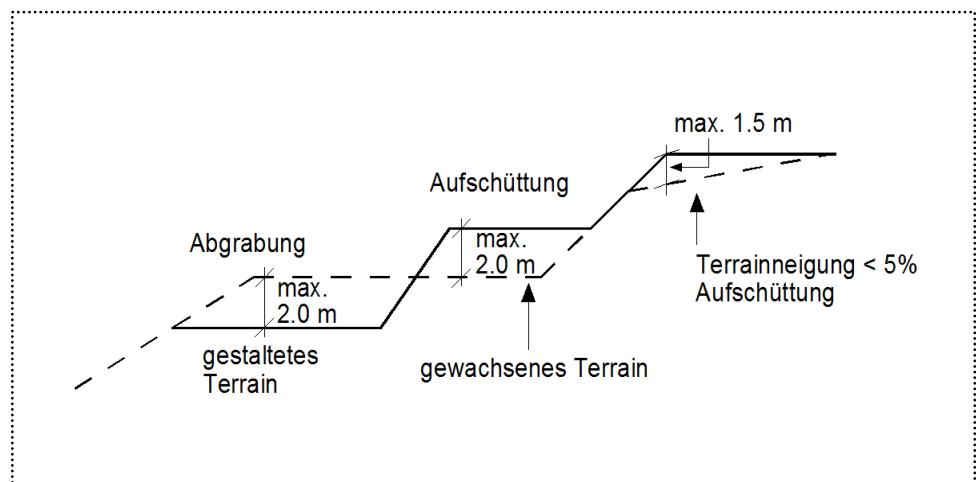 max. 1.5 m
Aufschüttung
Abgrabung
max.
2.0 m
Terrainneigung < 5%
Aufschüttung
max.
2.0 m
gestaltetes
Terrain
gewachsenes Terrain